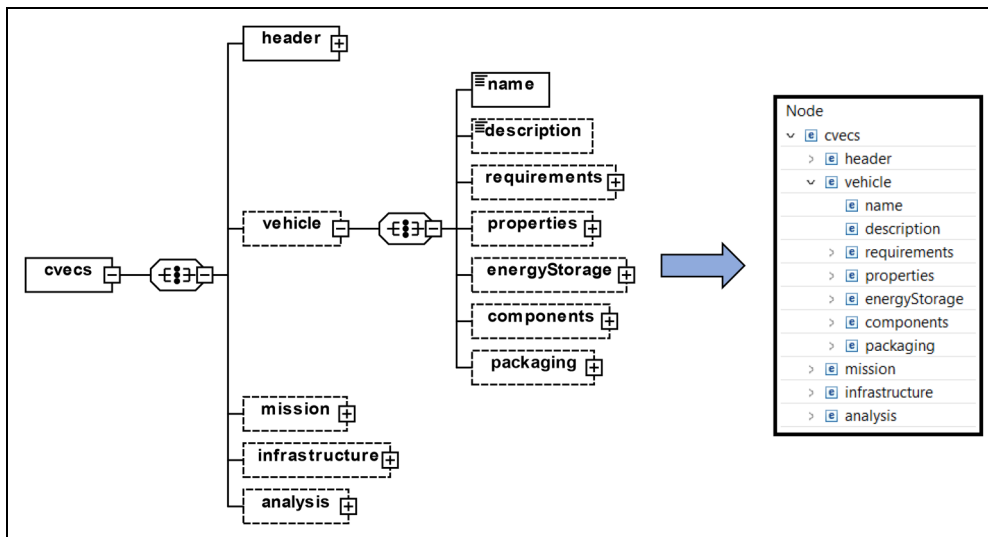 header
name
description
requirements
vehicle
properties
cvecs
energyStorage
components
packaging
mission
infrastructure
analysis
Node
cvecs
header
vehicle
name
description
requirements
properties
energyStorage
components
packaging
mission
infrastructure
analysis